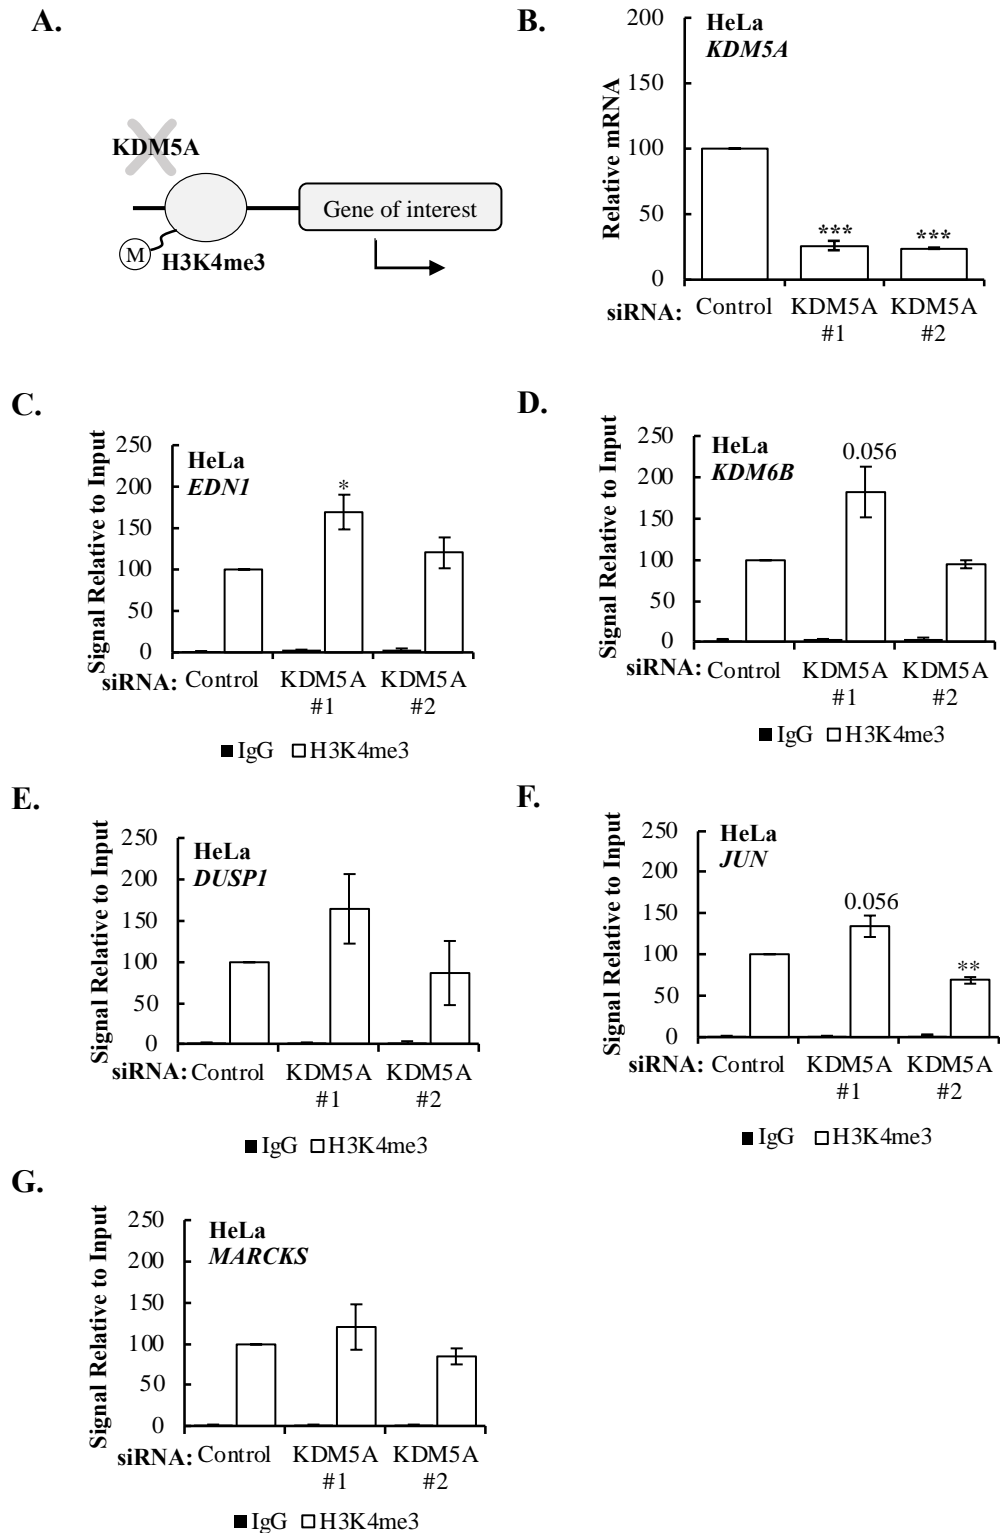 A.
KDM5A
Gene of interest
M
H3K4me3
B.
HeLa
KDM5A
Relative mRNA
200
150
100
50
0
***
***
siRNA: Control KDM5A KDM5A
#1 #2
C.
HeLa
EDN1
Signal Relative to Input
250
200
150
100
50
0
*
siRNA: Control KDM5A KDM5A
#1 #2
IgG H3K4me3
D.
HeLa
KDM6B
Signal Relative to Input
250
200
150
100
50
0
0.056
siRNA: Control KDM5A KDM5A
#1 #2
IgG H3K4me3
E.
HeLa
DUSP1
Signal Relative to Input
250
200
150
100
50
0
siRNA: Control KDM5A KDM5A
#1 #2
IgG H3K4me3
F.
HeLa
JUN
Signal Relative to Input
250
200
150
100
50
0
0.056
**
siRNA: Control KDM5A KDM5A
#1 #2
IgG H3K4me3
G.
HeLa
MARCKS
Signal Relative to Input
250
200
150
100
50
0
siRNA: Control KDM5A KDM5A
#1 #2
IgG H3K4me3